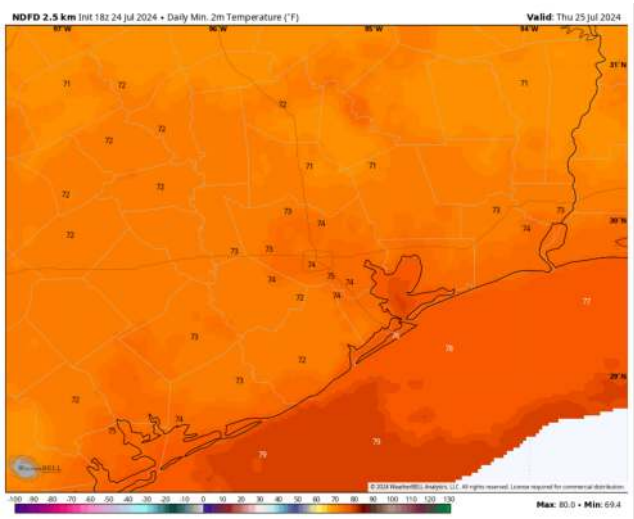 NDFD 2.5 km Init 18z 24 Jul 2024 • Daily Min. 2m Temperature (°F) Valid: Thu 25 Jul 2024
97°W 96°W 95°W 94°W
31°N
71 72 71
72
72
72
71 71
72 72
73 73 73
74 74
72 30°N
73 73
74
75
74 74
72 74
77
73 76
78
72
29°N
73
72
74
75
79
79
WeatherBELL
© 2024 WeatherBELL Analytics, LLC. All rights reserved. License required for commercial distribution.
-100 -90 -80 -70 -60 -50 -40 -30 -20 -10 0 10 20 30 40 50 60 70 80 90 100 110 120 130
Max: 80.0 • Min: 69.4